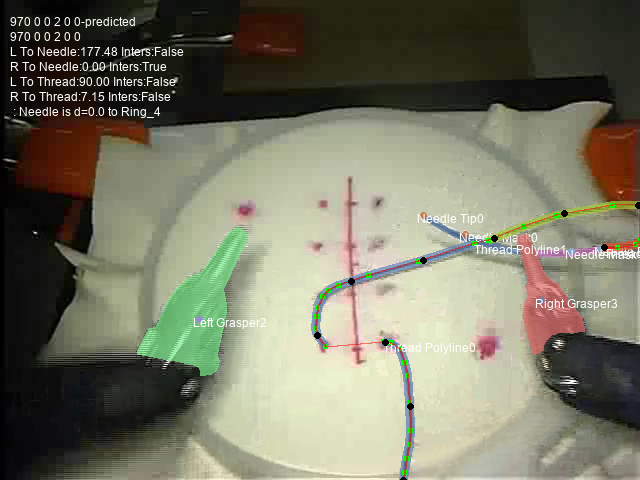 970 0 0 2 0 0-predicted
970 0 0 2 0 0
L To Needle:177.48 Inters:False
R To Needle:0.00 Inters:True
L To Thread:90.00 Inters:False
R To Thread:7.15 Inters:False
: Needle is d=0.0 to Ring_4
Needle Tip0
Thread Polyline1
Right Grasper3
Left Grasper2
Thread Polyline0